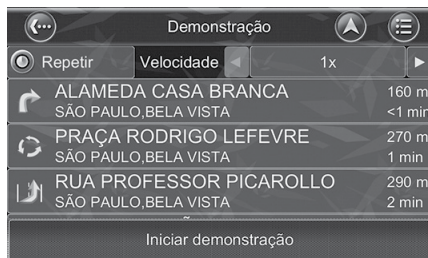 Demonstração
Repetir Velocidade 1x
ALAMEDA CASA BRANCA 160 m
SÃO PAULO,BELA VISTA <1 min
PRAÇA RODRIGO LEFEVRE 270 m
SÃO PAULO,BELA VISTA 1 min
RUA PROFESSOR PICAROLLO 290 m
SÃO PAULO,BELA VISTA 2 min
Iniciar demonstração